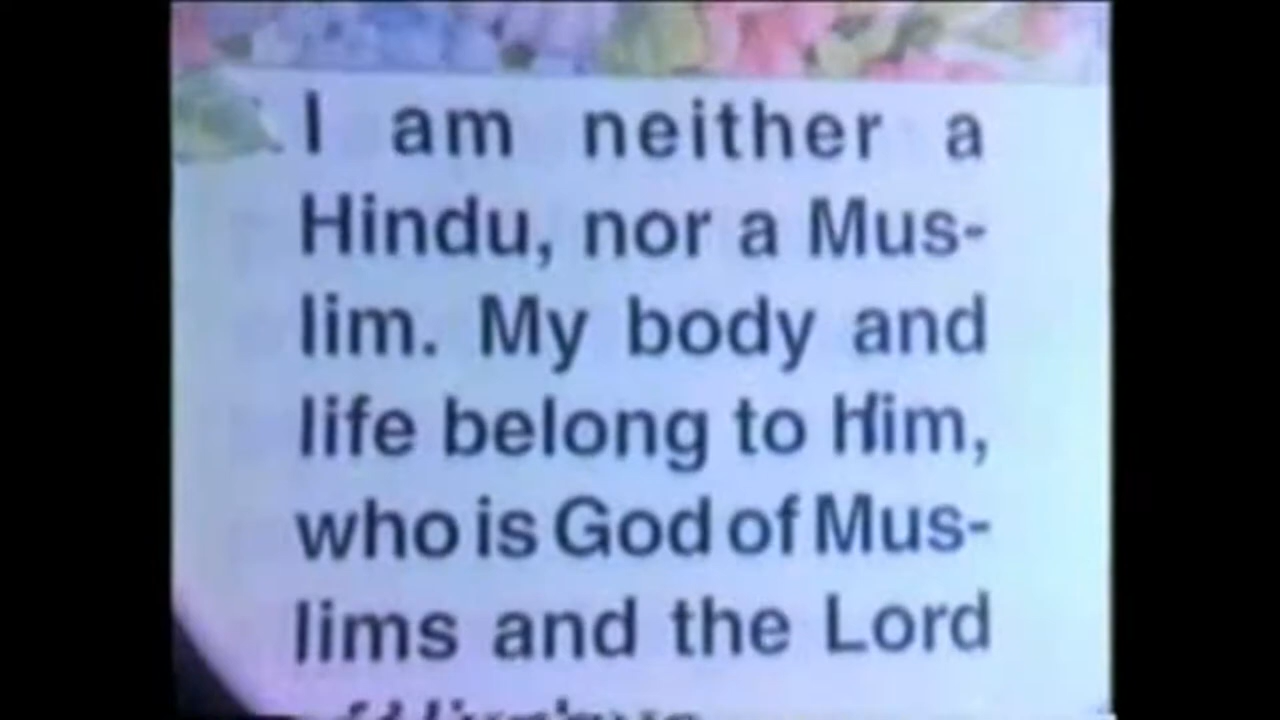 I am neither a
Hindu, nor a Mus-
lim. My body and
life belong to Him,
who is God of Mus-
lims and the Lord